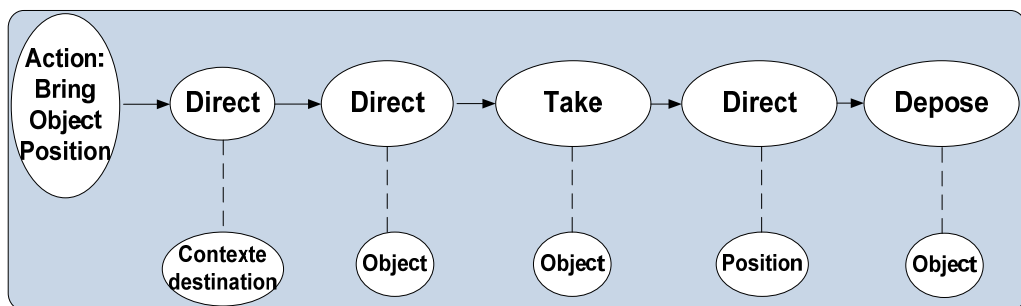 Action:
Bring
Object
Position
Direct
Direct
Take
Direct
Depose
Contexte
destination
Object
Object
Position
Object